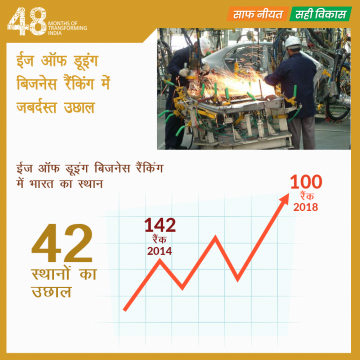 48 MONTHS OF
TRANSFORMING
INDIA
साफ नीयत सही विकास
ईज ऑफ डूइंग
बिजनेस रैंकिंग में
जबर्दस्त उछाल
ईज ऑफ डूइंग बिजनेस रैंकिंग
में भारत का स्थान
100
रैंक
2018
142
रैंक
2014
42
स्थानों का
उछाल